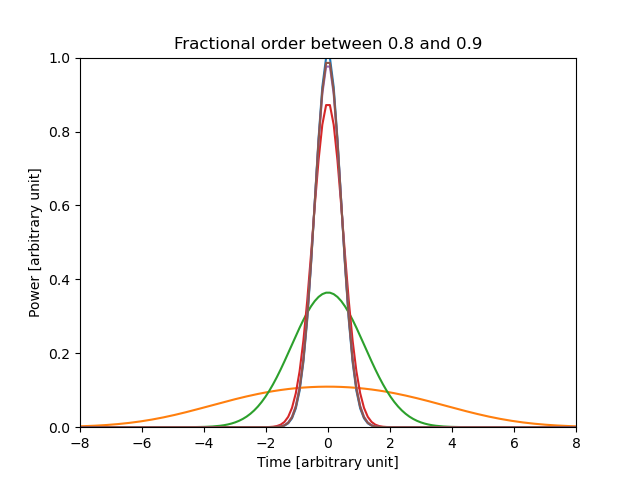 Fractional order between 0.8 and 0.9
1.0
0.8
0.6
0.4
0.2
0.0
Power [arbitrary unit]
−8 −6 −4 −2 0 2 4 6 8
Time [arbitrary unit]